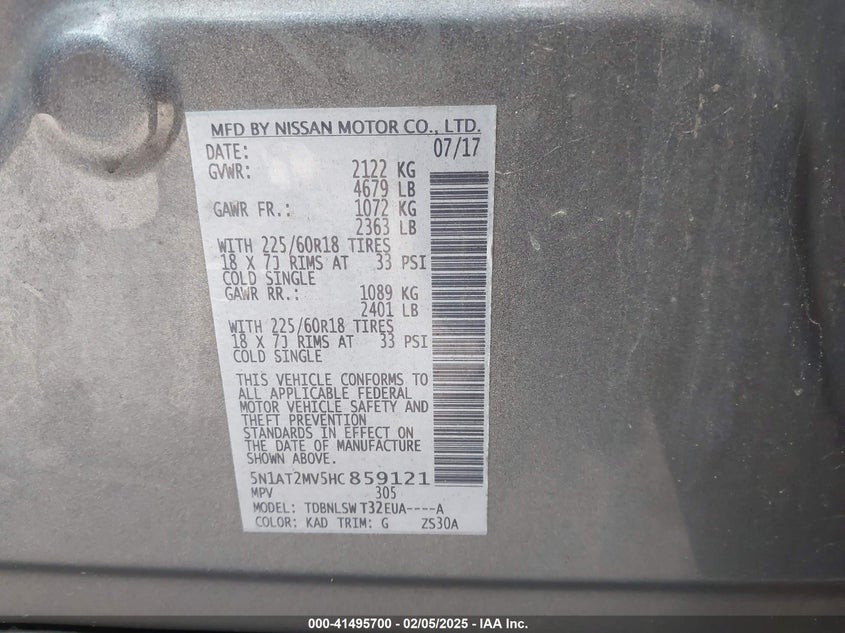 MFD BY NISSAN MOTOR CO., LTD.
DATE: 07/17
GVWR: 2122 KG
4679 LB
GAWR FR.: 1072 KG
2363 LB
WITH 225/60R18 TIRES
18 X 7J RIMS AT 33 PSI
COLD SINGLE
GAWR RR.: 1089 KG
2401 LB
WITH 225/60R18 TIRES
18 X 7J RIMS AT 33 PSI
COLD SINGLE
THIS VEHICLE CONFORMS TO
ALL APPLICABLE FEDERAL
MOTOR VEHICLE SAFETY AND
THEFT PREVENTION
STANDARDS IN EFFECT ON
THE DATE OF MANUFACTURE
SHOWN ABOVE.
5N1AT2MV5HC859121
MPV 305
MODEL: TDBNLSW T32EUA----A
COLOR: KAD TRIM: G ZS30A
000-41495700 - 02/05/2025 - IAA Inc.